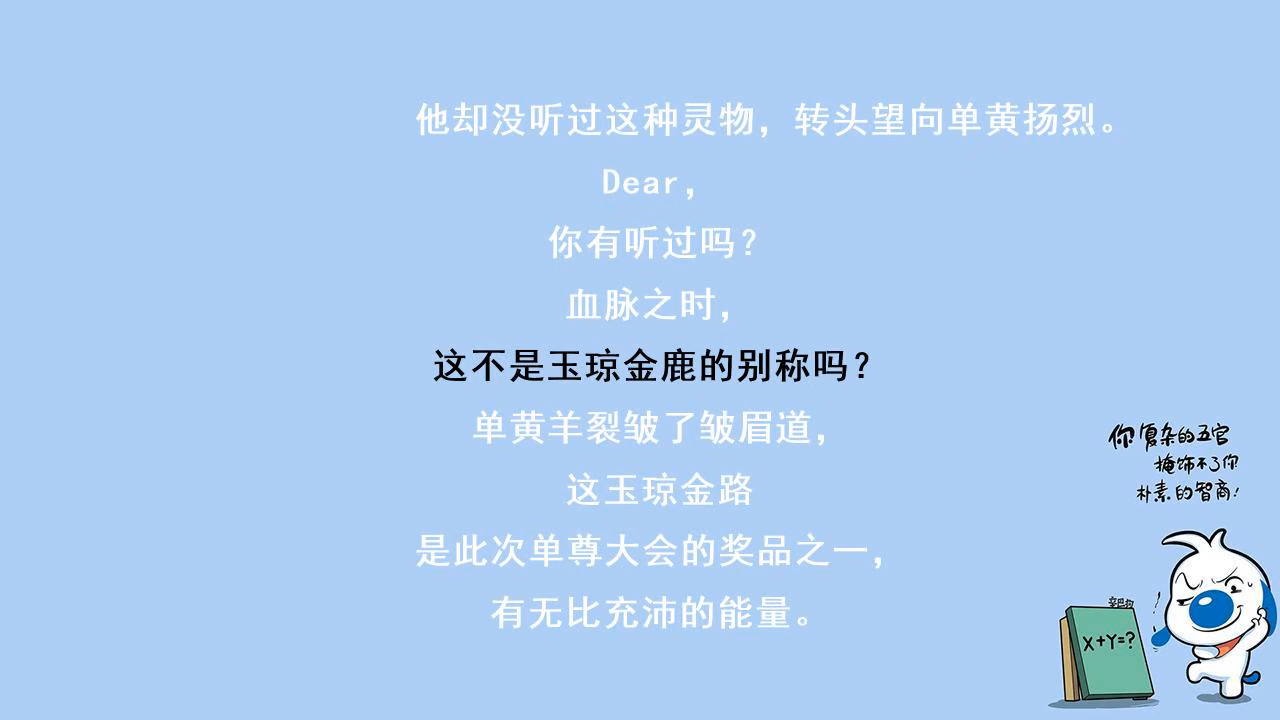 他却没听过这种灵物，转头望向单黄扬烈。
Dear，
你有听过吗？
血脉之时，
这不是玉琼金鹿的别称吗？
单黄羊裂皱了皱眉道，
这玉琼金路
是此次单尊大会的奖品之一，
有无比充沛的能量。
你复杂的五官
掩饰不了你
朴素的智商！
X+Y=?